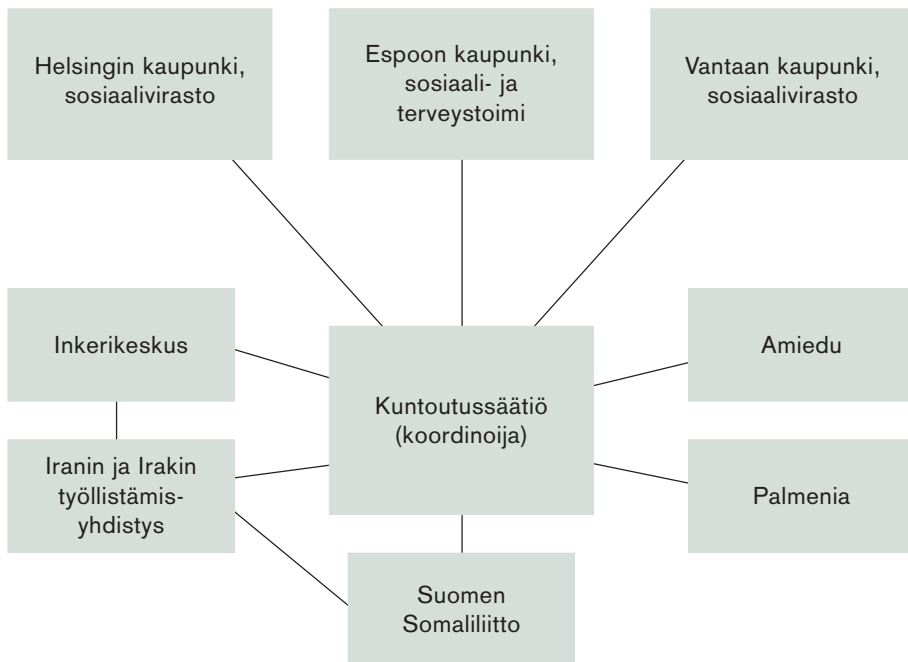 Helsingin kaupunki,
sosiaalivirasto
Espoon kaupunki,
sosiaali- ja
terveystoimi
Vantaan kaupunki,
sosiaalivirasto
Inkerikeskus
Kuntoutussäätiö
(koordinoija)
Amiedu
Iranin ja Irakin
työllistämis-
yhdistys
Palmenia
Suomen
Somaliliitto